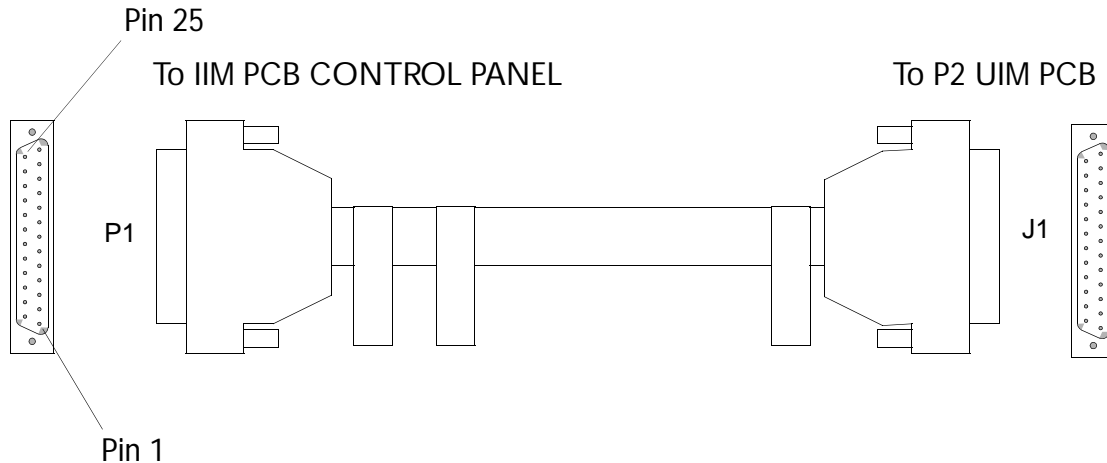 Pin 25
To IIM PCB CONTROL PANEL
To P2 UIM PCB
P1
J1
Pin 1